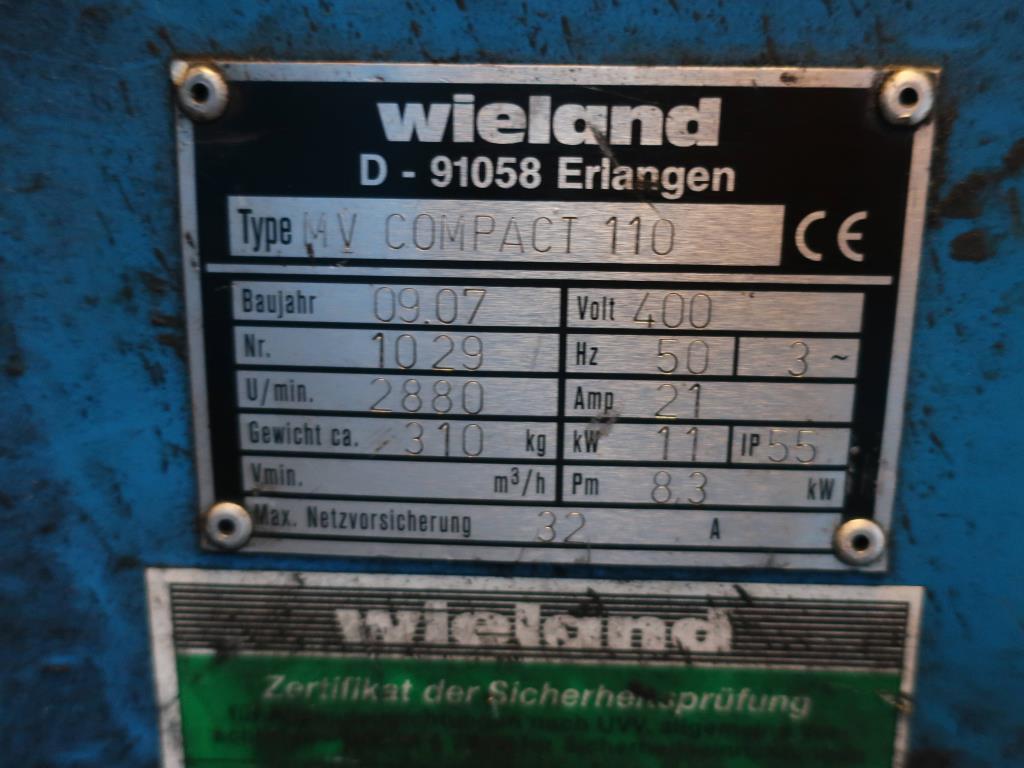 wieland
D - 91058 Erlangen
Type MV COMPACT 110 CE
Baujahr 09.07 Volt 400
Nr. 1029 Hz 50 3 ~
U/min. 2880 Amp 21
Gewicht ca. 310 kg kW 11 IP 55
Vmin. m³/h Pm 8.3 kW
Max. Netzvorsicherung 32 A
wieland
Zertifikat der Sicherheitsprüfung
nach UVV,